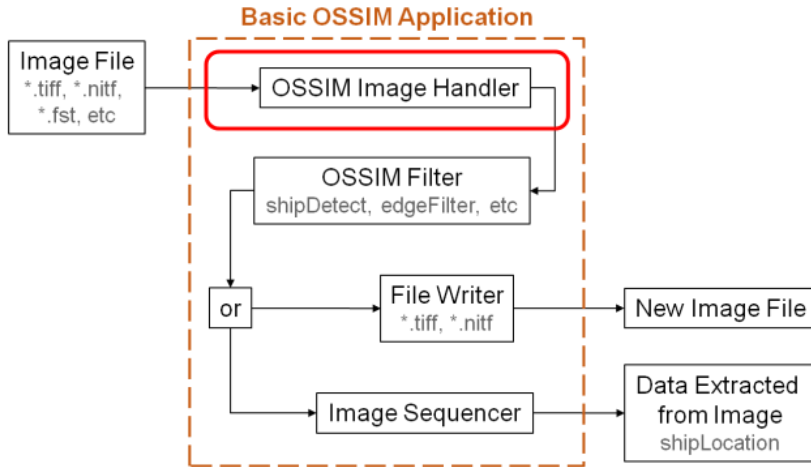 Basic OSSIM Application
Image File
*.tiff, *.nitf,
*.fst, etc
OSSIM Image Handler
OSSIM Filter
shipDetect, edgeFilter, etc
or
File Writer
*.tiff, *.nitf
New Image File
Image Sequencer
Data Extracted
from Image
shipLocation